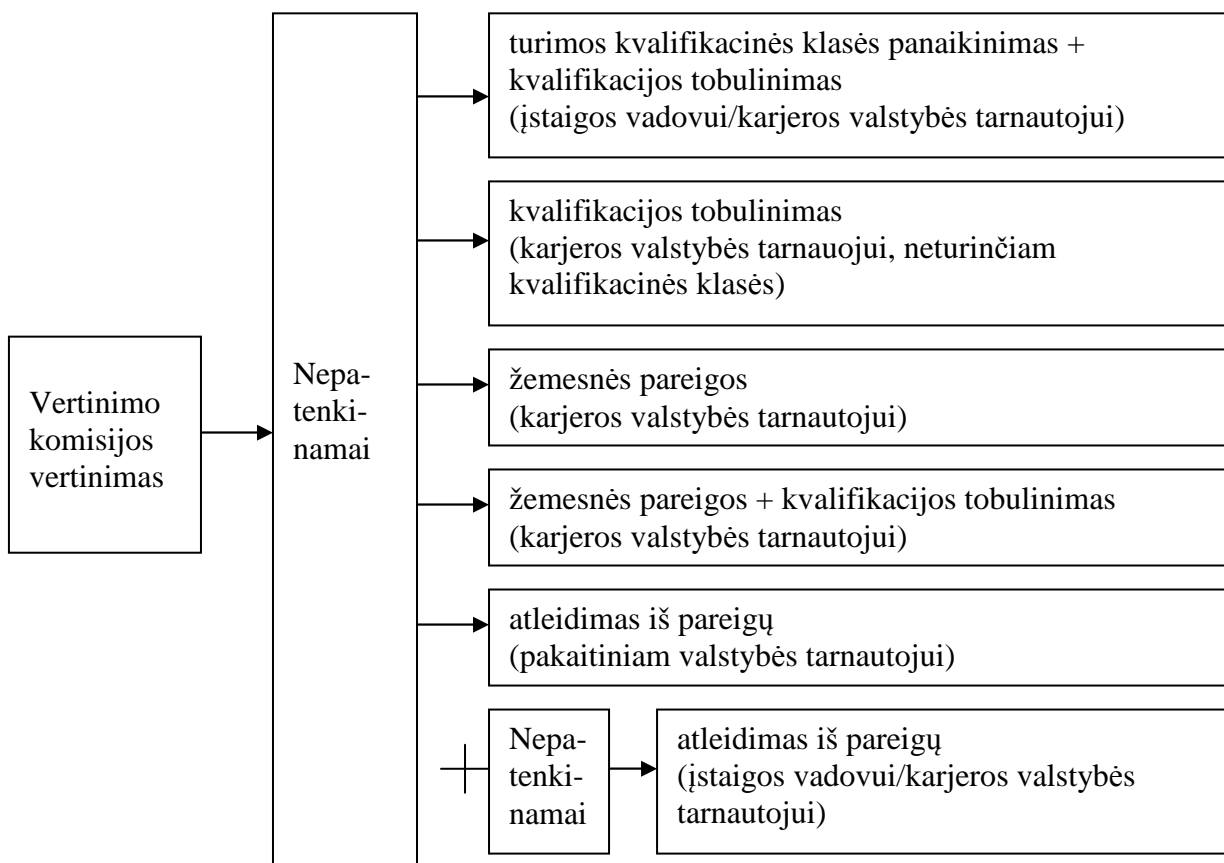 turimos kvalifikacinės klasės panaikinimas +
kvalifikacijos tobulinimas
(įstaigos vadovui/karjeros valstybės tarnautojui)
kvalifikacijos tobulinimas
(karjeros valstybės tarnauojui, neturinčiam
kvalifikacinės klasės)
Vertinimo
komisijos
vertinimas
Nepa-
tenki-
namai
žemesnės pareigos
(karjeros valstybės tarnautojui)
žemesnės pareigos + kvalifikacijos tobulinimas
(karjeros valstybės tarnautojui)
atleidimas iš pareigų
(pakaitiniam valstybės tarnautojui)
Nepa-
tenki-
namai
atleidimas iš pareigų
(įstaigos vadovui/karjeros valstybės
tarnautojui)